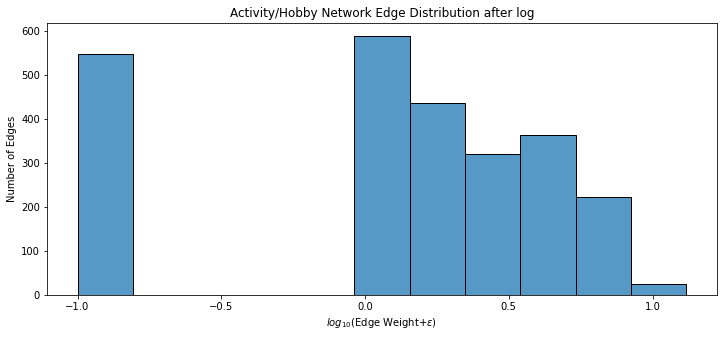 Activity/Hobby Network Edge Distribution after log
600
500
400
300
200
100
0
Number of Edges
−1.0 −0.5 0.0 0.5 1.0
log₁₀(Edge Weight+ε)